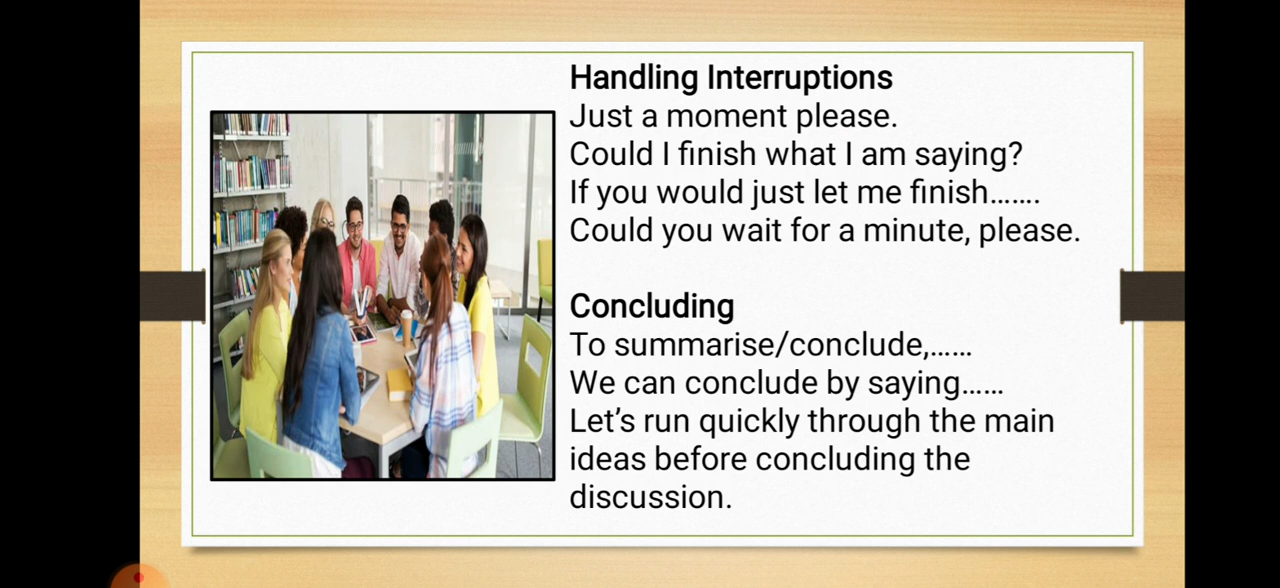 Handling Interruptions
Just a moment please.
Could I finish what I am saying?
If you would just let me finish…….
Could you wait for a minute, please.
Concluding
To summarise/conclude,……
We can conclude by saying……
Let’s run quickly through the main
ideas before concluding the
discussion.